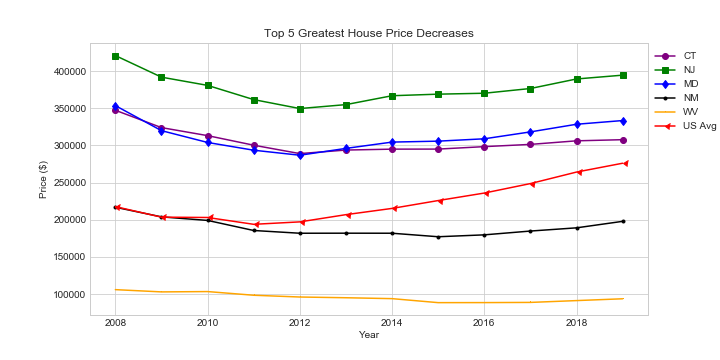 Top 5 Greatest House Price Decreases
400000
350000
300000
250000
200000
150000
100000
Price ($)
2008
2010
2012
2014
2016
2018
Year
CT
NJ
MD
NM
WV
US Avg